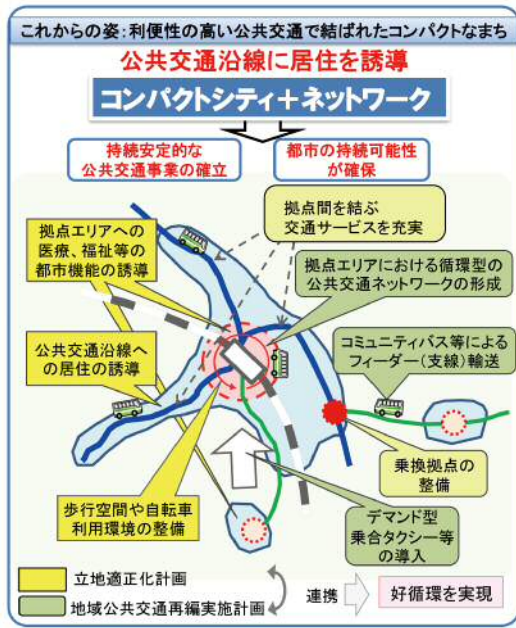 これからの姿:利便性の高い公共交通で結ばれたコンパクトなまち
公共交通沿線に居住を誘導
コンパクトシティ+ネットワーク
持続安定的な
公共交通事業の確立
都市の持続可能性
が確保
拠点間を結ぶ
交通サービスを充実
拠点エリアへの
医療、福祉等の
都市機能の誘導
拠点エリアにおける循環型の
公共交通ネットワークの形成
公共交通沿線へ
の居住の誘導
コミュニティバス等による
フィーダー(支線)輸送
乗換拠点の
整備
歩行空間や自転車
利用環境の整備
デマンド型
乗合タクシー等
の導入
立地適正化計画
地域公共交通再編実施計画
連携
好循環を実現